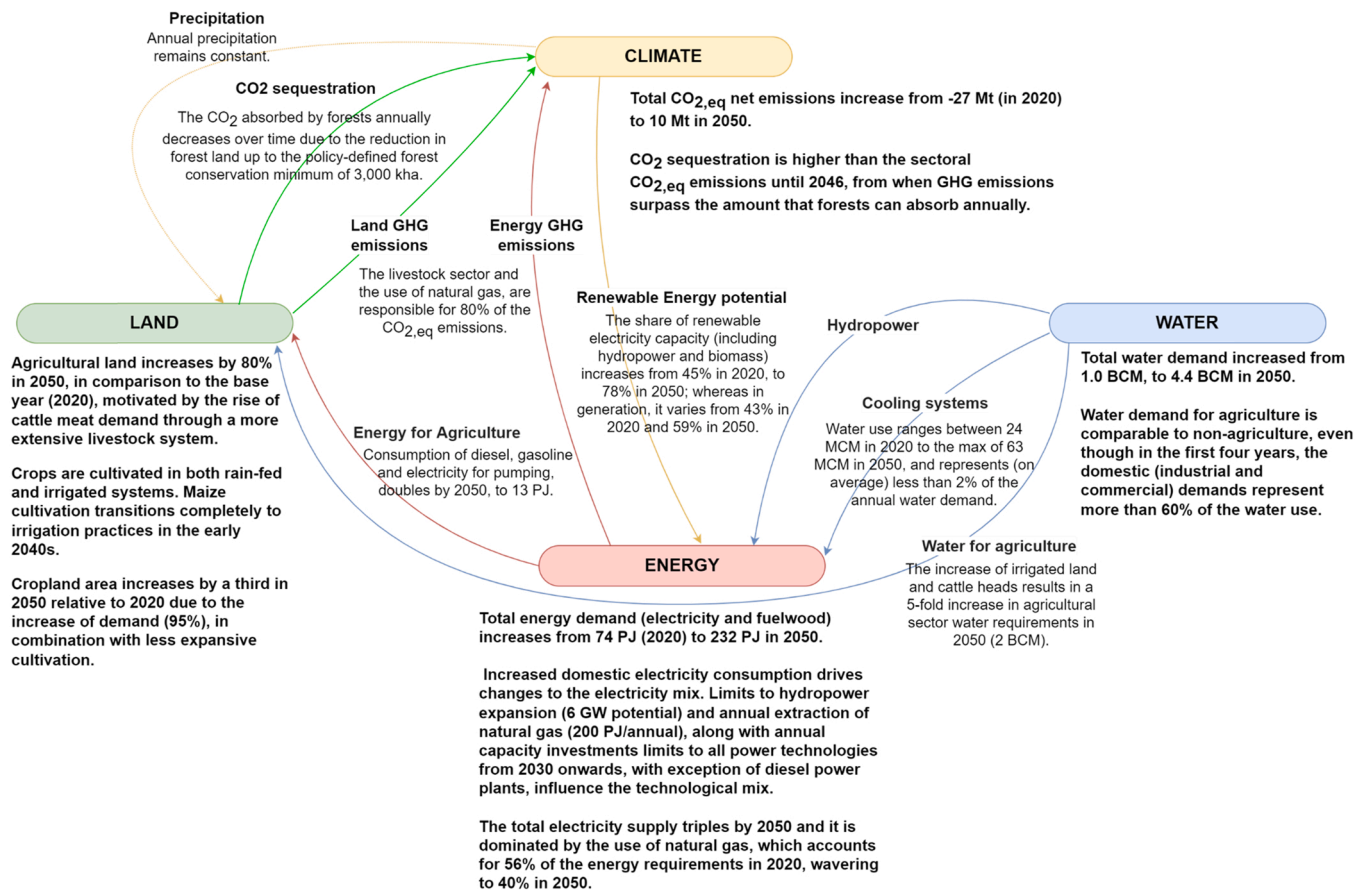 Precipitation
Annual precipitation
remains constant.
CLIMATE
CO2 sequestration
The CO2 absorbed by forests annually
decreases over time due to the reduction in
forest land up to the policy-defined forest
conservation minimum of 3,000 kha.
Total CO2,eq net emissions increase from -27 Mt (in 2020)
to 10 Mt in 2050.
CO2 sequestration is higher than the sectoral
CO2,eq emissions until 2046, from when GHG emissions
surpass the amount that forests can absorb annually.
Land GHG
emissions
The livestock sector and
the use of natural gas, are
responsible for 80% of the
CO2,eq emissions.
Energy GHG
emissions
Renewable Energy potential
The share of renewable
electricity capacity (including
hydropower and biomass)
increases from 45% in 2020, to
78% in 2050; whereas in
generation, it varies from 43% in
2020 and 59% in 2050.
Hydropower
LAND
Agricultural land increases by 80%
in 2050, in comparison to the base
year (2020), motivated by the rise of
cattle meat demand through a more
extensive livestock system.
Crops are cultivated in both rain-fed
and irrigated systems. Maize
cultivation transitions completely to
irrigation practices in the early
2040s.
Cropland area increases by a third in
2050 relative to 2020 due to the
increase of demand (95%), in
combination with less expansive
cultivation.
WATER
Total water demand increased from
1.0 BCM, to 4.4 BCM in 2050.
Water demand for agriculture is
comparable to non-agriculture, even
though in the first four years, the
domestic (industrial and
commercial) demands represent
more than 60% of the water use.
Cooling systems
Water use ranges between 24
MCM in 2020 to the max of 63
MCM in 2050, and represents (on
average) less than 2% of the
annual water demand.
Energy for Agriculture
Consumption of diesel, gasoline
and electricity for pumping,
doubles by 2050, to 13 PJ.
Water for agriculture
The increase of irrigated land
and cattle heads results in a
5-fold increase in agricultural
sector water requirements in
2050 (2 BCM).
ENERGY
Total energy demand (electricity and fuelwood)
increases from 74 PJ (2020) to 232 PJ in 2050.
Increased domestic electricity consumption drives
changes to the electricity mix. Limits to hydropower
expansion (6 GW potential) and annual extraction of
natural gas (200 PJ/annual), along with annual
capacity investments limits to all power technologies
from 2030 onwards, with exception of diesel power
plants, influence the technological mix.
The total electricity supply triples by 2050 and it is
dominated by the use of natural gas, which accounts
for 56% of the energy requirements in 2020, wavering
to 40% in 2050.